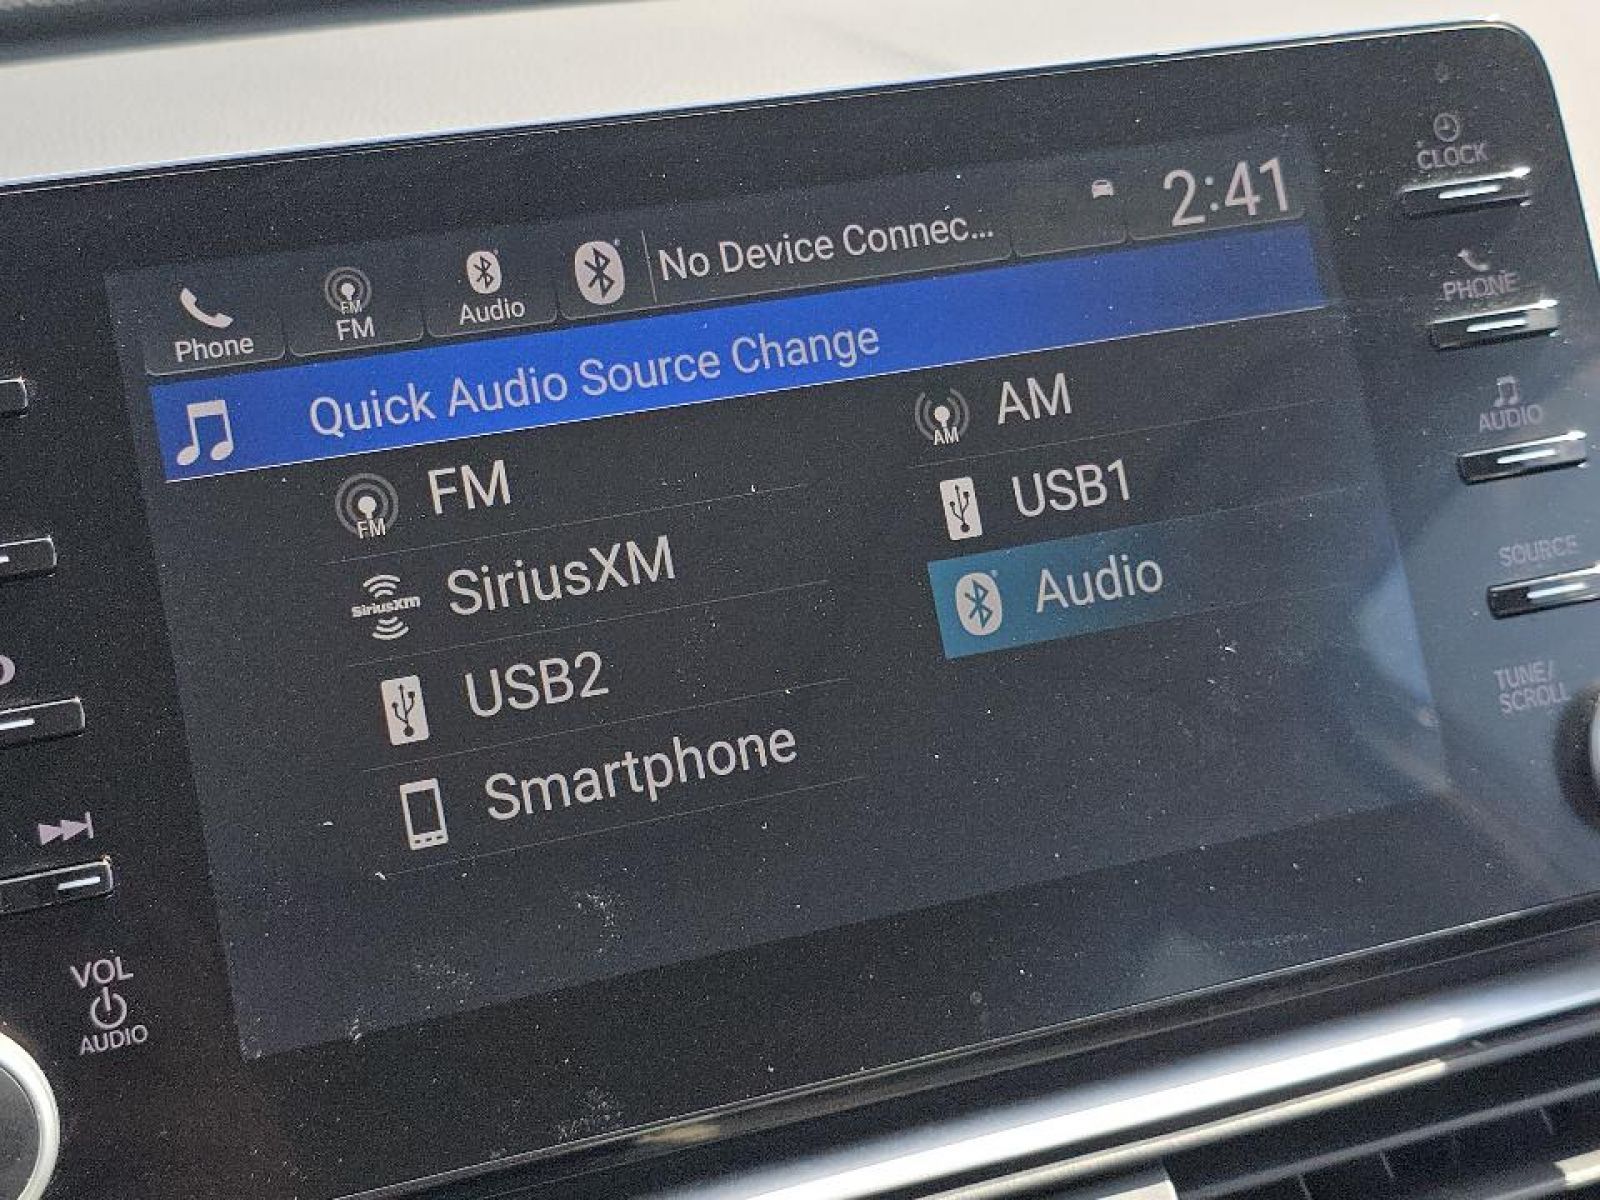 Phone
FM
FM
Audio
No Device Connec...
2:41
Quick Audio Source Change
FM
FM
AM
AM
SiriusXM
SiriusXM
USB1
USB2
Audio
Smartphone
CLOCK
PHONE
AUDIO
SOURCE
TUNE/
SCROLL
VOL
AUDIO